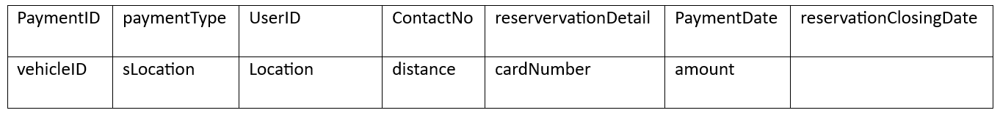 PaymentID paymentType UserID ContactNo reservervationDetail PaymentDate reservationClosingDate
vehicleID sLocation Location distance cardNumber amount